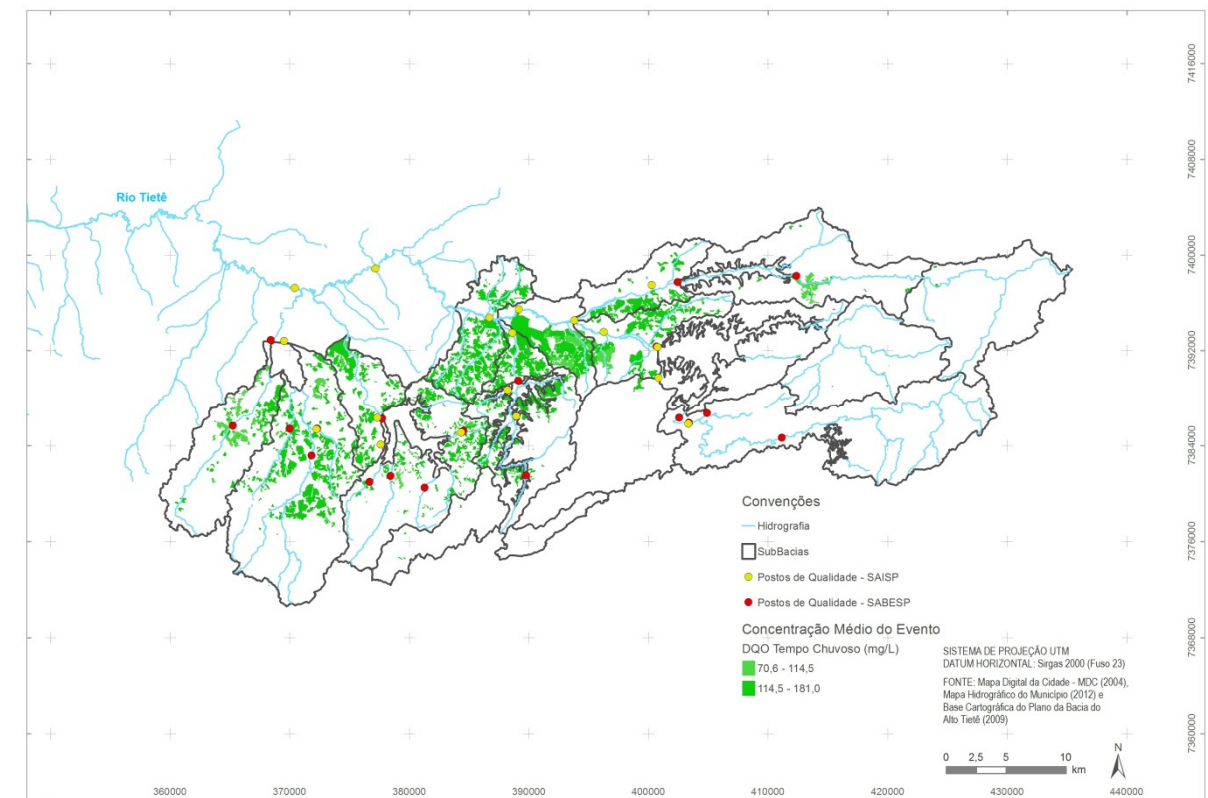 7416000
7408000
Rio Tietê
7400000
7392000
7384000
Convenções
Hidrografia
SubBacias
7376000
Postos de Qualidade - SAISP
Postos de Qualidade - SABESP
Concentração Médio do Evento
DQO Tempo Chuvoso (mg/L)
70,6 - 114,5
114,5 - 181,0
7368000
SISTEMA DE PROJEÇÃO UTM
DATUM HORIZONTAL: Sirgas 2000 (Fuso 23)
FONTE: Mapa Digital da Cidade - MDC (2004),
Mapa Hidrográfico do Município (2012) e
Base Cartográfica do Plano da Bacia do
Alto Tietê (2009)
7360000
0 2,5 5 10
km
N
360000 370000 380000 390000 400000 410000 420000 430000 440000